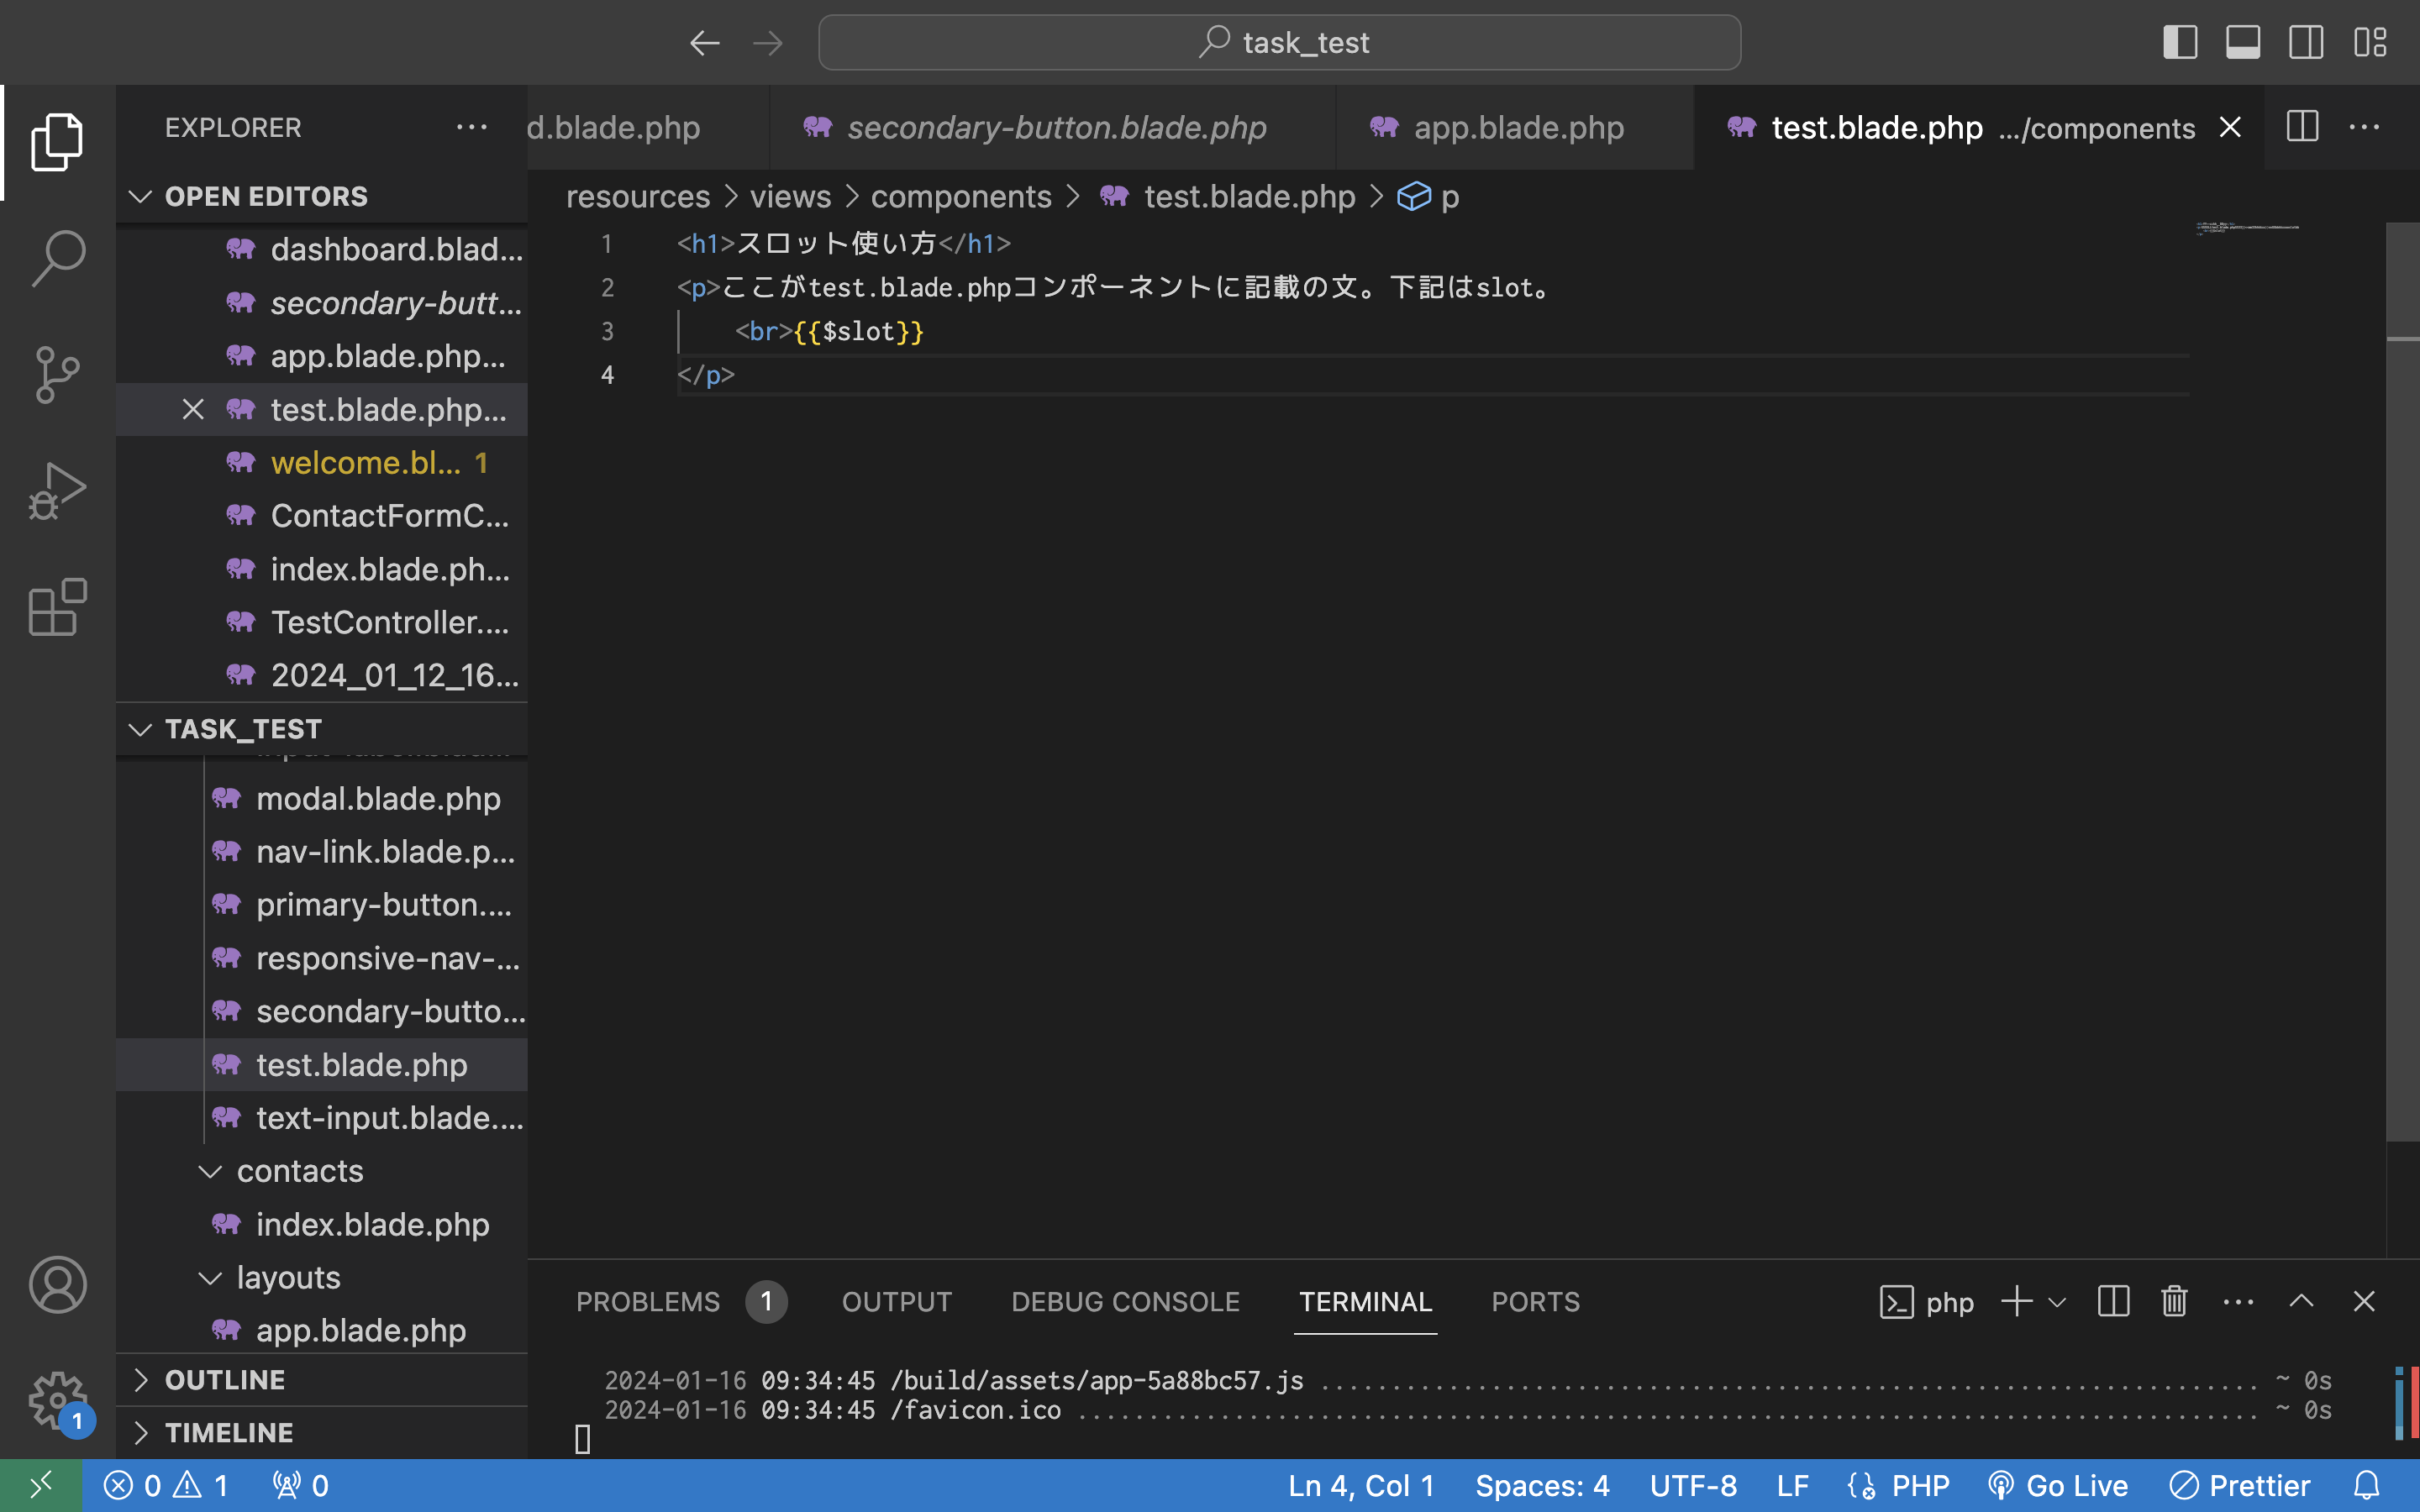 task_test
EXPLORER
OPEN EDITORS
dashboard.blad...
secondary-butt...
app.blade.php...
test.blade.php...
welcome.bl... 1
ContactFormC...
index.blade.ph...
TestController....
2024_01_12_16...
TASK_TEST
modal.blade.php
nav-link.blade.p...
primary-button....
responsive-nav-...
secondary-butto...
test.blade.php
text-input.blade....
contacts
index.blade.php
layouts
app.blade.php
OUTLINE
TIMELINE
1
d.blade.php secondary-button.blade.php app.blade.php test.blade.php .../components
resources > views > components > test.blade.php > p
1 <h1>スロット使い方</h1>
2 <p>ここがtest.blade.phpコンポーネントに記載の文。下記はslot。
3 <br>{{$slot}}
4 </p>
PROBLEMS 1 OUTPUT DEBUG CONSOLE TERMINAL PORTS php
2024-01-16 09:34:45 /build/assets/app-5a88bc57.js ................................................................... ~ 0s
2024-01-16 09:34:45 /favicon.ico .................................................................................... ~ 0s
0 1 0 Ln 4, Col 1 Spaces: 4 UTF-8 LF PHP Go Live Prettier